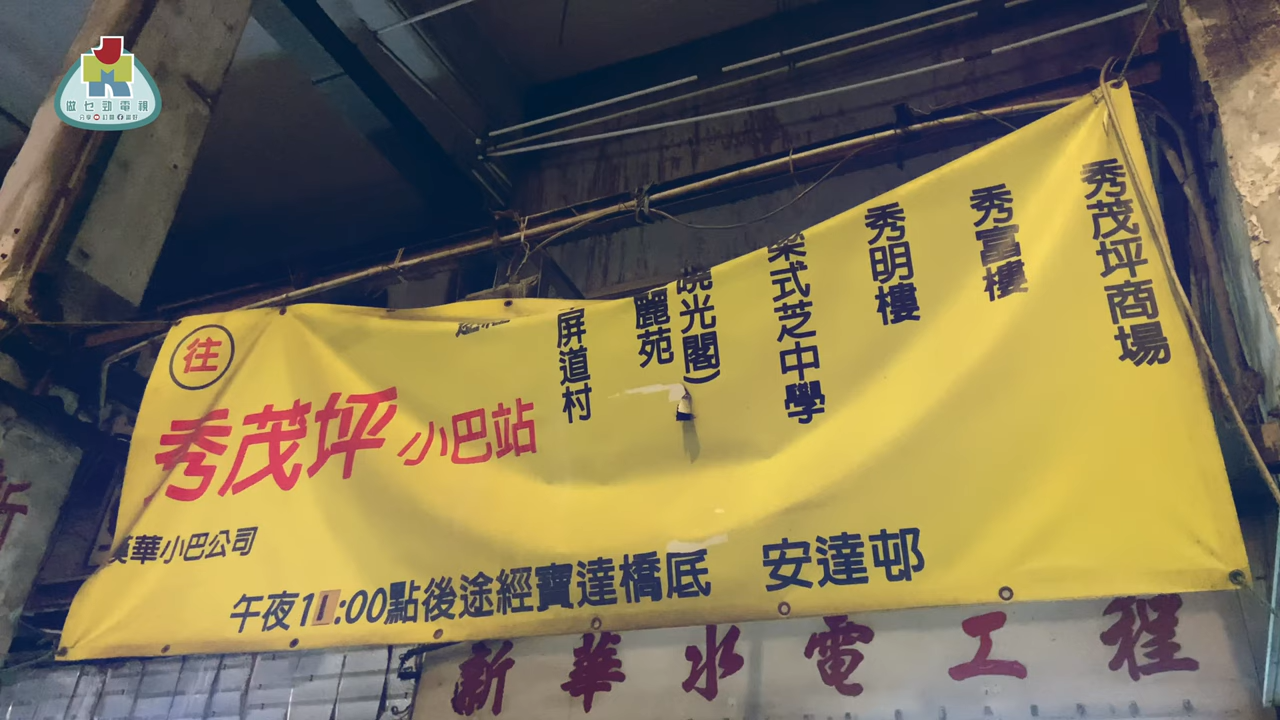 做乜勁電視
往
秀茂坪小巴站
英華小巴公司
屏道村
麗苑
曉光閣)
梁式芝中學
秀明樓
秀富樓
秀茂坪商場
午夜11:00點後途經寶達橋底 安達邨
新華水電工程